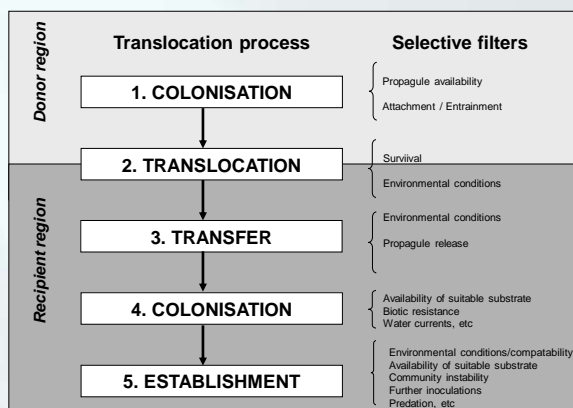 Donor region
Translocation process
Selective filters
1. COLONISATION
Propagule availability
Attachment / Entrainment
2. TRANSLOCATION
Surviival
Environmental conditions
Recipient region
3. TRANSFER
Environmental conditions
Propagule release
4. COLONISATION
Availability of suitable substrate
Biotic resistance
Water currents, etc
5. ESTABLISHMENT
Environmental conditions/compatability
Availability of suitable substrate
Community instability
Further inoculations
Predation, etc